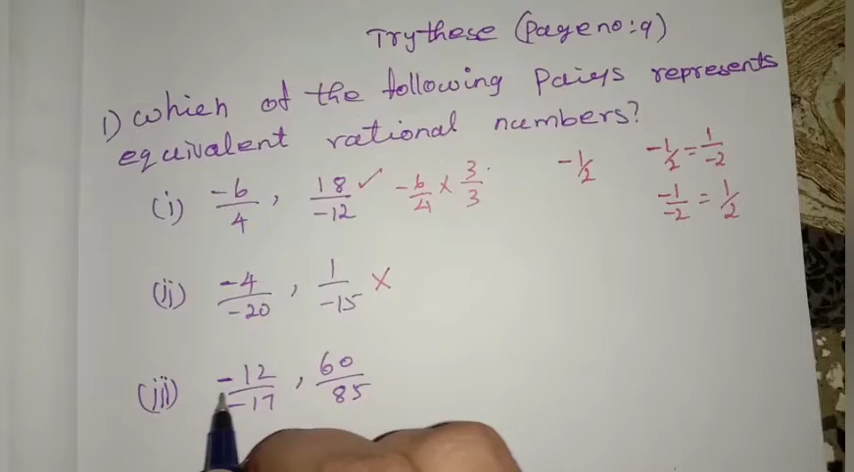 Try these (Page no: 9)
1) which of the following Pairs represents
equivalent rational numbers?
(i) -6/4, 18/-12 ✓ -6/4 × 3/3
-1/2
-1/2 = 1/-2
-1/-2 = 1/2
(ii) -4/-20, 1/-15 ×
(iii) -12/-17, 60/85